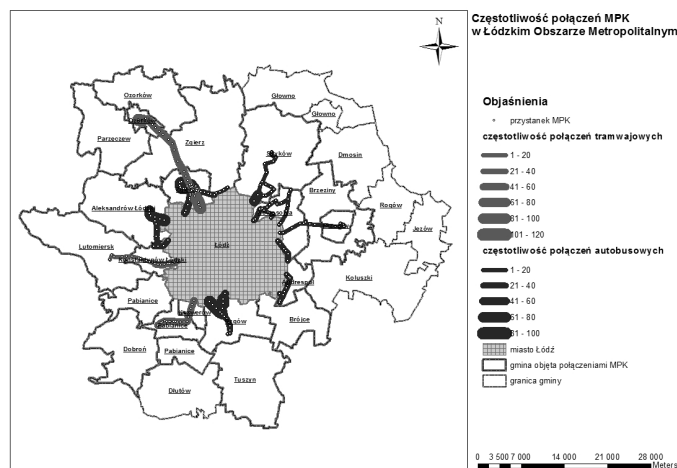 Częstotliwość połączeń MPK
w Łódzkim Obszarze Metropolitalnym
N
Ozorków
Głowno
Głowno
Parzęczew
Zgierz
Dmosin
Brzeziny
Rogów
Jeżów
Aleksandrów Łódzki
Lutomiersk
Łódź
Koluszki
Pabianice
Brójce
Dobroń
Pabianice
Tuszyn
Dłutów
Objaśnienia
przystanek MPK
częstotliwość połączeń tramwajowych
1 - 20
21 - 40
41 - 60
61 - 80
81 - 100
101 - 120
częstotliwość połączeń autobusowych
1 - 20
21 - 40
41 - 60
61 - 80
81 - 100
miasto Łódź
gmina objęta połączeniami MPK
granica gminy
0 3 500 7 000 14 000 21 000 28 000
Meters